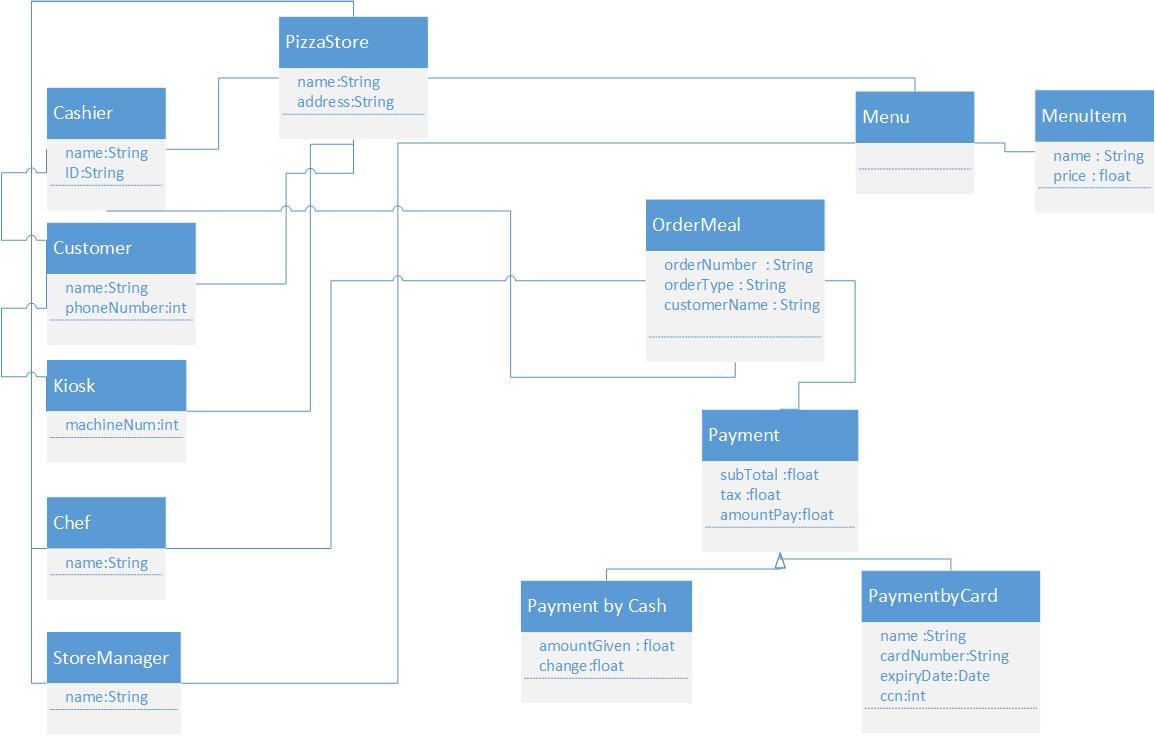 PizzaStore
name:String
address:String
Cashier
name:String
ID:String
Menu
MenuItem
name : String
price : float
Customer
name:String
phoneNumber:int
OrderMeal
orderNumber : String
orderType : String
customerName : String
Kiosk
machineNum:int
Payment
subTotal :float
tax :float
amountPay:float
Chef
name:String
Payment by Cash
amountGiven : float
change:float
PaymentbyCard
name :String
cardNumber:String
expiryDate:Date
ccn:int
StoreManager
name:String